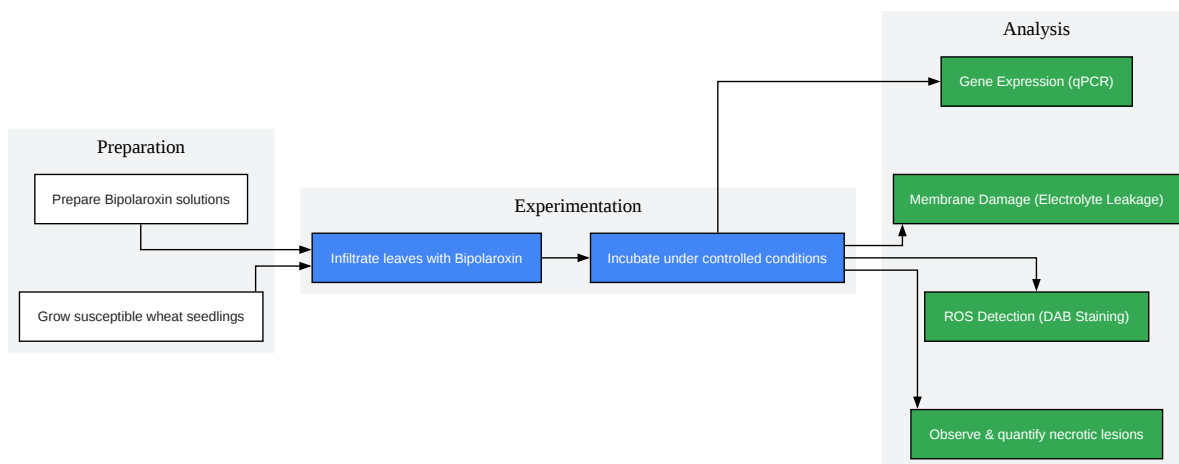 Preparation
Prepare Bipolaroxin solutions
Grow susceptible wheat seedlings
Experimentation
Infiltrate leaves with Bipolaroxin
Incubate under controlled conditions
Analysis
Gene Expression (qPCR)
Membrane Damage (Electrolyte Leakage)
ROS Detection (DAB Staining)
Observe & quantify necrotic lesions